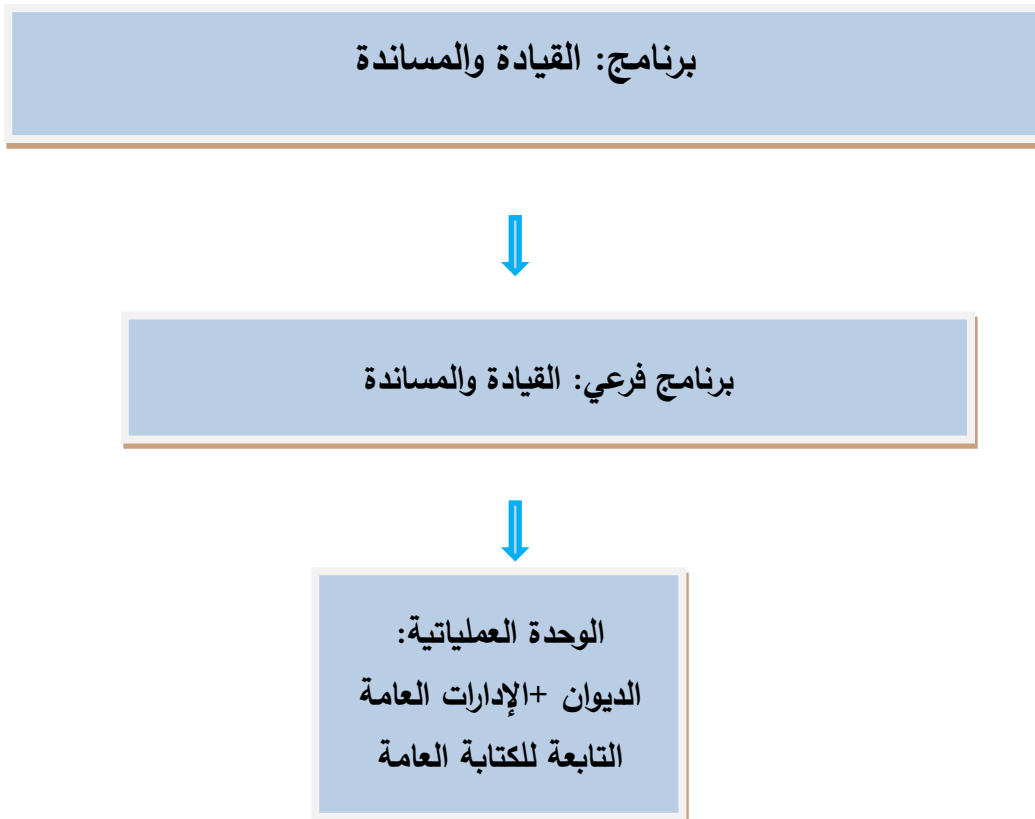 برنامج: القيادة والمساندة
برنامج فرعي: القيادة والمساندة
الوحدة العملياتية:
الديوان +الإدارات العامة
التابعة للكتابة العامة